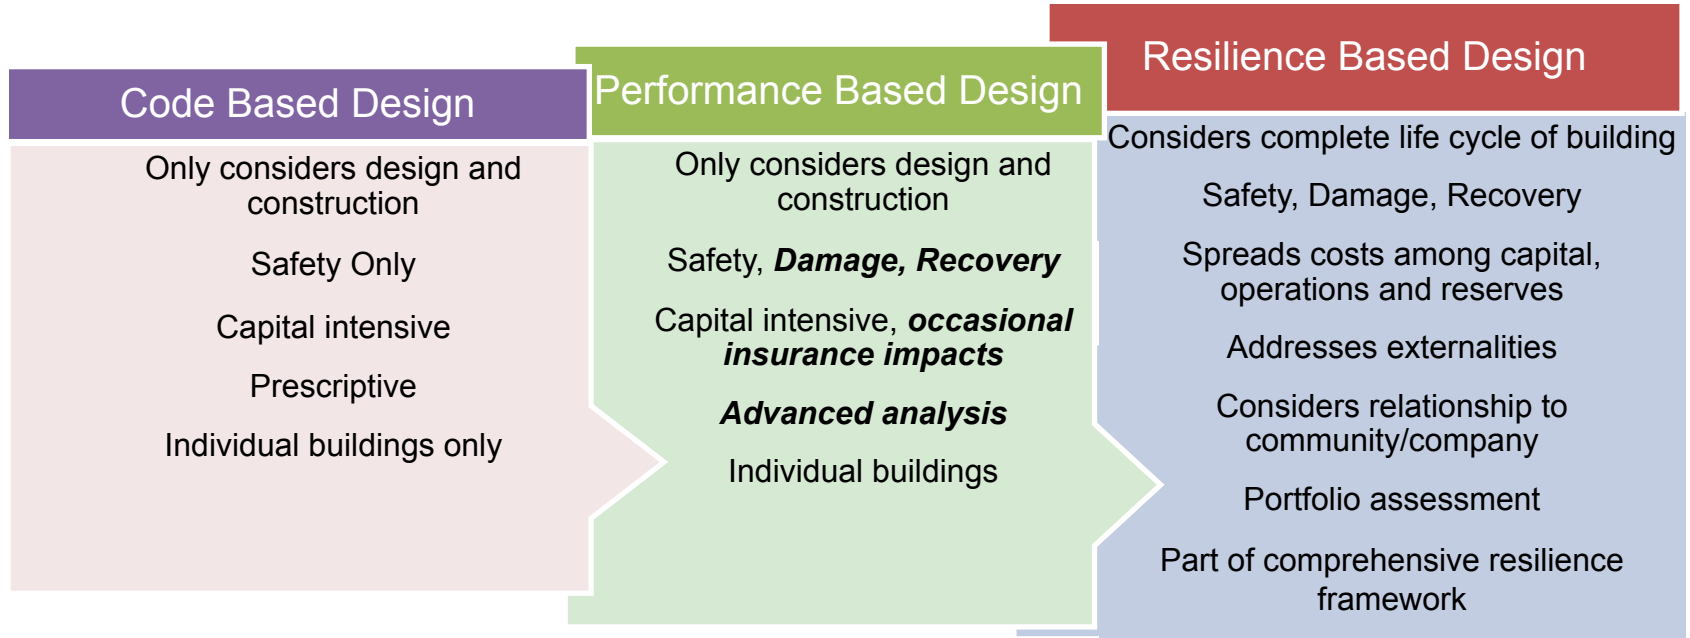 Code Based Design
Only considers design and
construction
Safety Only
Capital intensive
Prescriptive
Individual buildings only
Performance Based Design
Only considers design and
construction
Safety, Damage, Recovery
Capital intensive, occasional
insurance impacts
Advanced analysis
Individual buildings
Resilience Based Design
Considers complete life cycle of building
Safety, Damage, Recovery
Spreads costs among capital,
operations and reserves
Addresses externalities
Considers relationship to
community/company
Portfolio assessment
Part of comprehensive resilience
framework